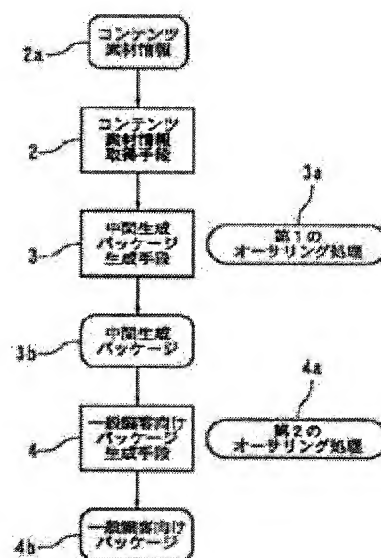 2a
コンテンツ
素材情報
2
コンテンツ
素材情報
取得手段
3a
3
中間生成
パッケージ
生成手段
第1の
オーサリング処理
3b
中間生成
パッケージ
4a
4
一般顧客向け
パッケージ
生成手段
第2の
オーサリング処理
4b
一般顧客向け
パッケージ